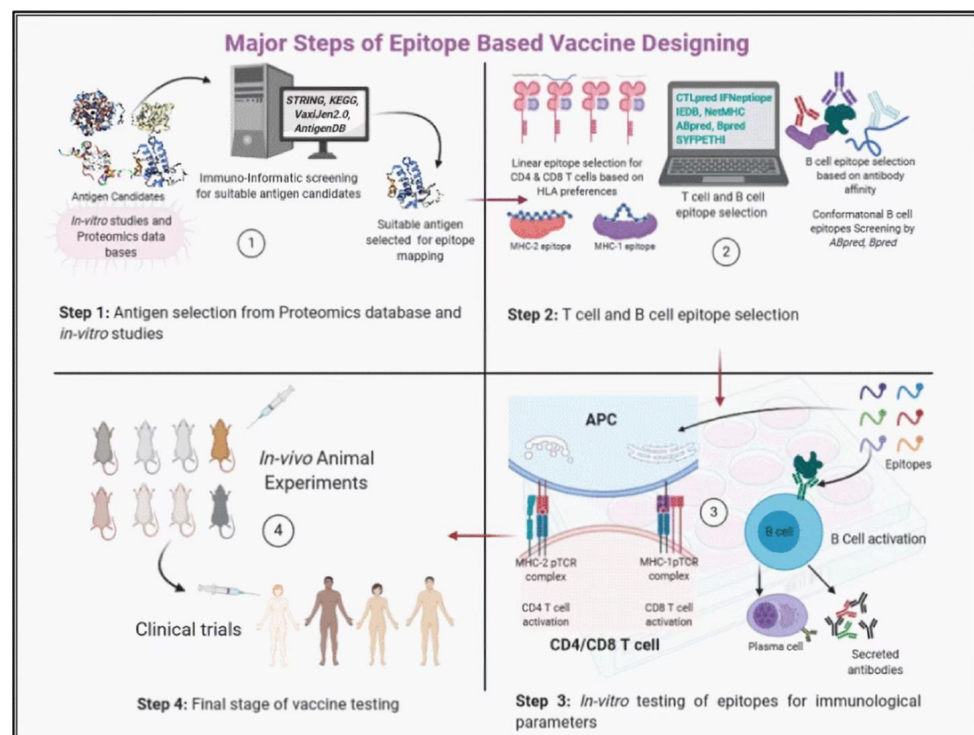 Major Steps of Epitope Based Vaccine Designing
STRING, KEGG,
VaxiJen2.0,
AntigenDB
Antigen Candidates
In-vitro studies and
Proteomics data
bases
Immuno-Informatic screening
for suitable antigen candidates
1
Suitable antigen
selected for epitope
mapping
Step 1: Antigen selection from Proteomics database and
in-vitro studies
Linear epitope selection for
CD4 & CD8 T cells based on
HLA preferences
MHC-2 epitope
MHC-1 epitope
CTLpred IFNeptiope
IEDB, NetMHC
ABpred, Bpred
SYFPETHI
T cell and B cell
epitope selection
2
B cell epitope selection
based on antibody
affinity
Conformatonal B cell
epitopes Screening by
ABpred, Bpred
Step 2: T cell and B cell epitope selection
In-vivo Animal
Experiments
4
Clinical trials
Step 4: Final stage of vaccine testing
APC
MHC-2 pTCR
complex
MHC-1pTCR
complex
CD4 T cell
activation
CD8 T cell
activation
CD4/CD8 T cell
3
Epitopes
B cell
B Cell activation
Plasma cell
Secreted
antibodies
Step 3: In-vitro testing of epitopes for immunological
parameters